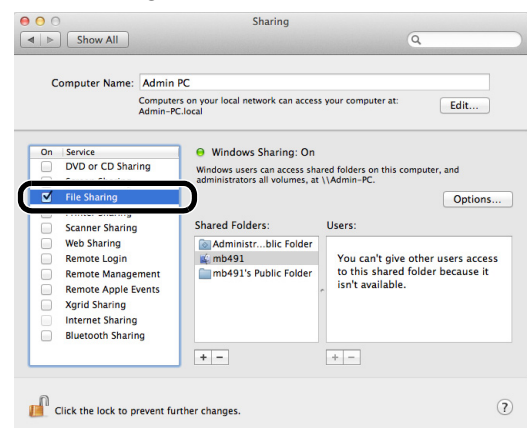 Sharing
Show All
Computer Name: Admin PC
Computers on your local network can access your computer at:
Admin-PC.local
Edit...
On Service
DVD or CD Sharing
File Sharing
Scanner Sharing
Web Sharing
Remote Login
Remote Management
Remote Apple Events
Xgrid Sharing
Internet Sharing
Bluetooth Sharing
Windows Sharing: On
Windows users can access shared folders on this computer, and
administrators all volumes, at \\Admin-PC.
Options...
Shared Folders:
Administr...blic Folder
mb491
mb491's Public Folder
Users:
You can't give other users access
to this shared folder because it
isn't available.
+ −
+ −
Click the lock to prevent further changes.
?